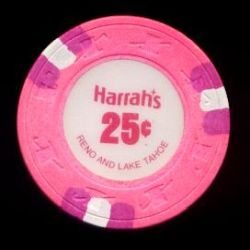 Harrah's
25¢
RENO AND LAKE TAHOE